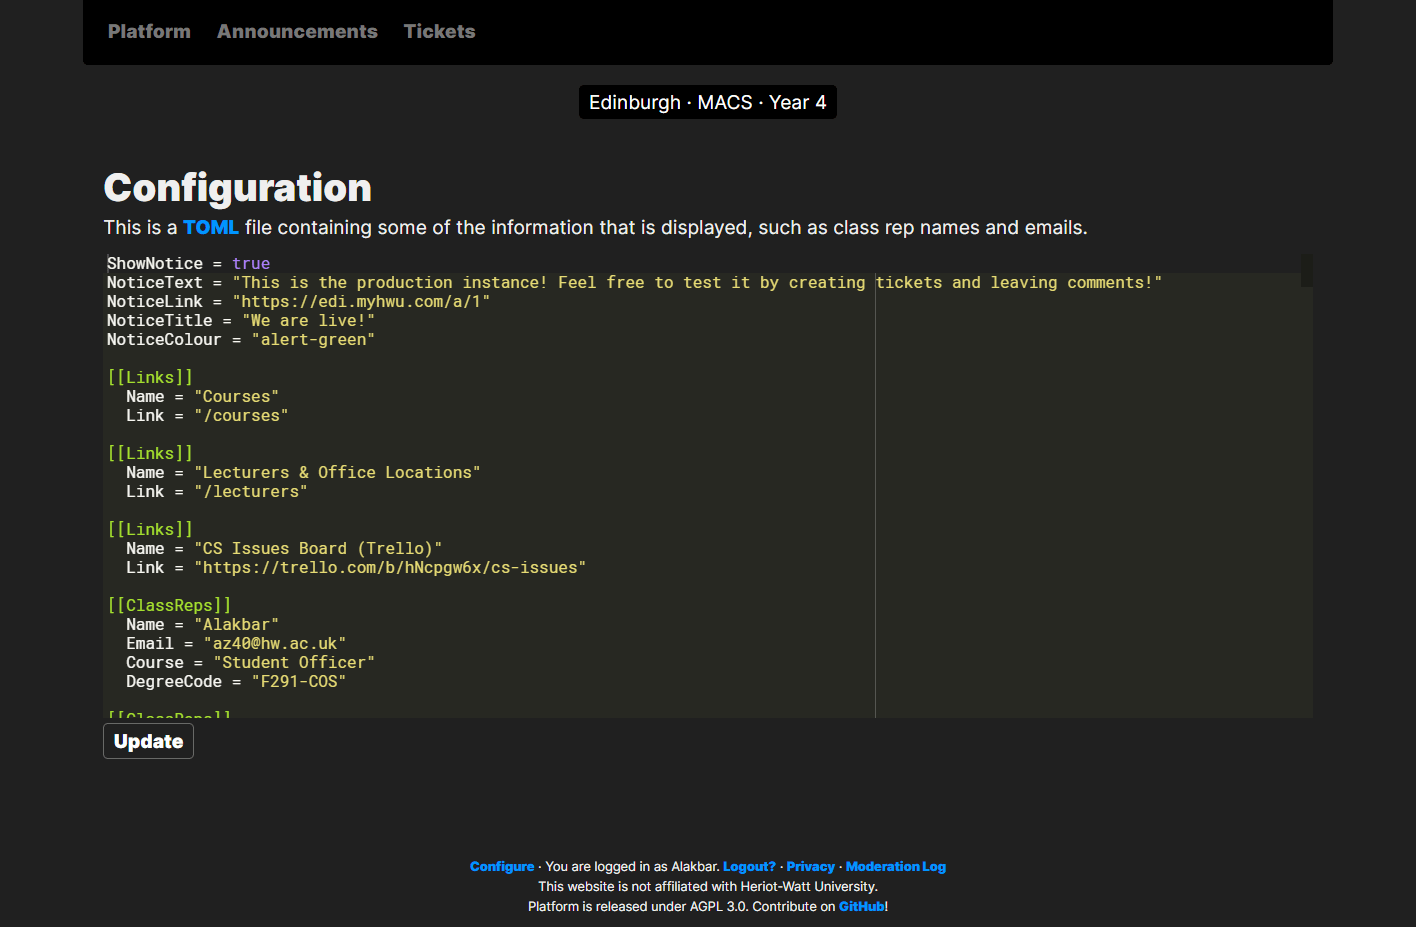 Platform Announcements Tickets
Edinburgh · MACS · Year 4
Configuration
This is a TOML file containing some of the information that is displayed, such as class rep names and emails.
ShowNotice = true
NoticeText = "This is the production instance! Feel free to test it by creating tickets and leaving comments!"
NoticeLink = "https://edi.myhwu.com/a/1"
NoticeTitle = "We are live!"
NoticeColour = "alert-green"
[[Links]]
Name = "Courses"
Link = "/courses"
[[Links]]
Name = "Lecturers & Office Locations"
Link = "/lecturers"
[[Links]]
Name = "CS Issues Board (Trello)"
Link = "https://trello.com/b/hNcpgw6x/cs-issues"
[[ClassReps]]
Name = "Alakbar"
Email = "az40@hw.ac.uk"
Course = "Student Officer"
DegreeCode = "F291-COS"
[[ClassReps]]
Update
Configure · You are logged in as Alakbar. Logout? · Privacy · Moderation Log
This website is not affiliated with Heriot-Watt University.
Platform is released under AGPL 3.0. Contribute on GitHub!